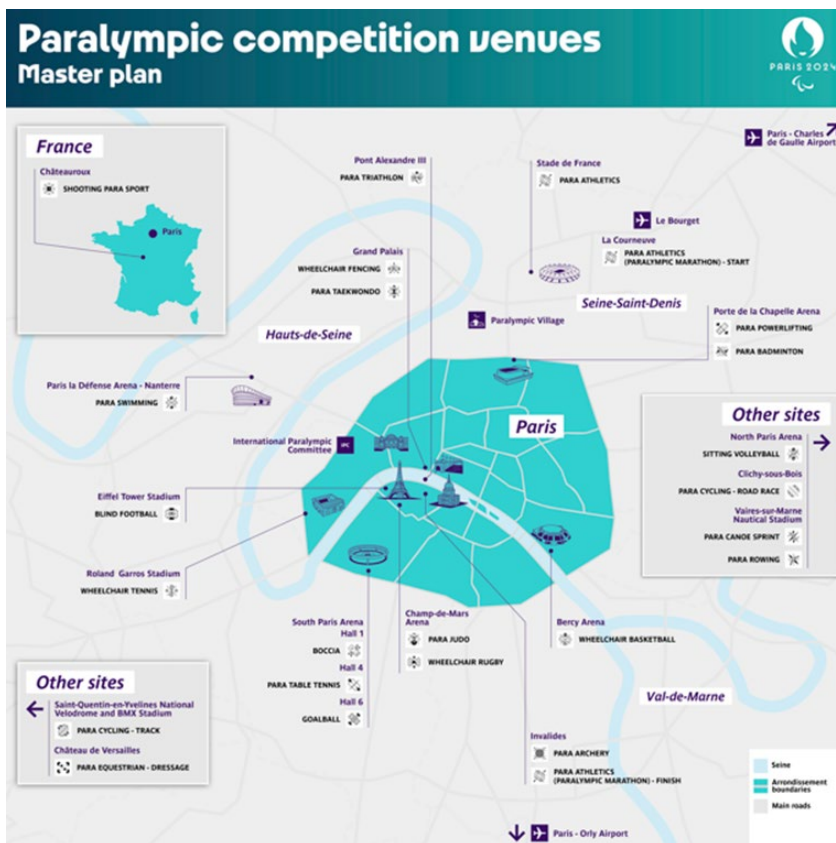 Paralympic competition venues
Master plan
PARIS 2024
France
Châteauroux
SHOOTING PARA SPORT
Paris
Pont Alexandre III
PARA TRIATHLON
Grand Palais
WHEELCHAIR FENCING
PARA TAEKWONDO
Stade de France
PARA ATHLETICS
Paris - Charles
de Gaulle Airport
Le Bourget
La Courneuve
PARA ATHLETICS
(PARALYMPIC MARATHON) - START
Seine-Saint-Denis
Paralympic Village
Porte de la Chapelle Arena
PARA POWERLIFTING
PARA BADMINTON
Hauts-de-Seine
Paris la Défense Arena - Nanterre
PARA SWIMMING
Paris
International Paralympic
Committee
IPC
Eiffel Tower Stadium
BLIND FOOTBALL
Roland Garros Stadium
WHEELCHAIR TENNIS
Other sites
North Paris Arena
SITTING VOLLEYBALL
Clichy-sous-Bois
PARA CYCLING - ROAD RACE
Vaires-sur-Marne
Nautical Stadium
PARA CANOE SPRINT
PARA ROWING
South Paris Arena
Hall 1
BOCCIA
Hall 4
PARA TABLE TENNIS
Hall 6
GOALBALL
Champ-de-Mars
Arena
PARA JUDO
WHEELCHAIR RUGBY
Bercy Arena
WHEELCHAIR BASKETBALL
Val-de-Marne
Other sites
Saint-Quentin-en-Yvelines National
Velodrome and BMX Stadium
PARA CYCLING - TRACK
Château de Versailles
PARA EQUESTRIAN - DRESSAGE
Invalides
PARA ARCHERY
PARA ATHLETICS
(PARALYMPIC MARATHON) - FINISH
Seine
Arrondissement
boundaries
Main roads
Paris - Orly Airport